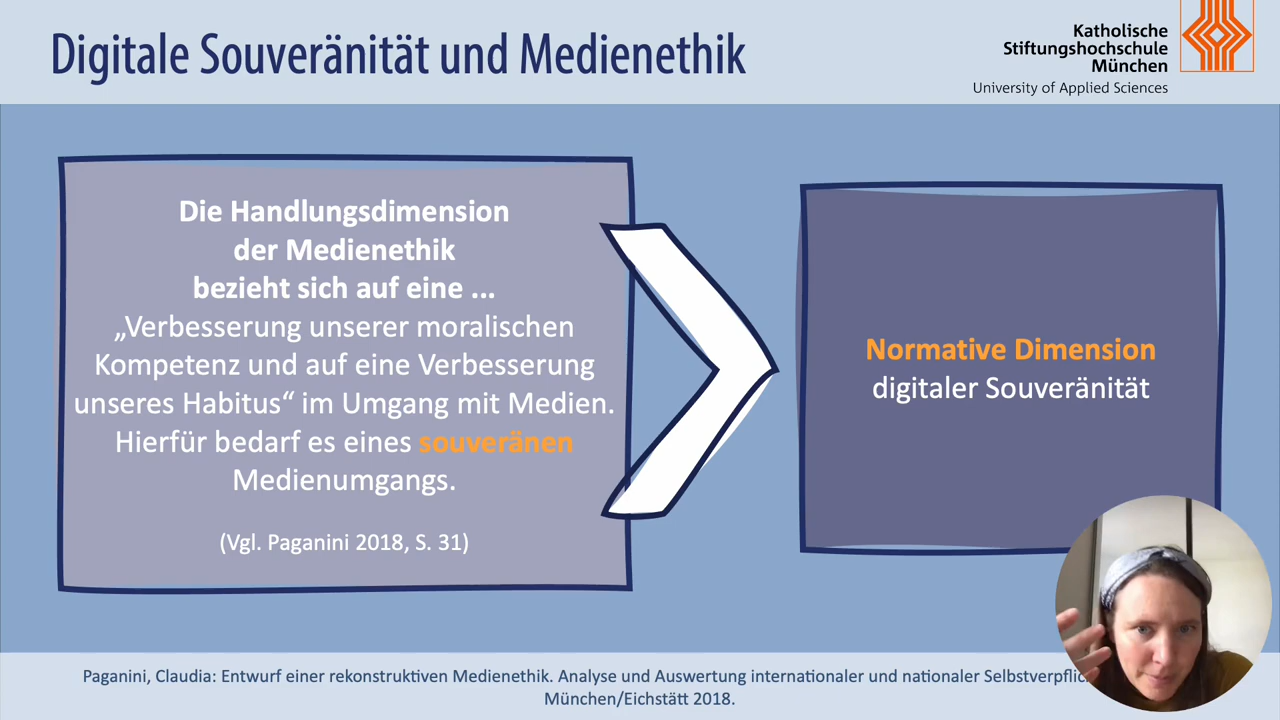 Digitale Souveränität und Medienethik
Katholische
Stiftungshochschule
München
University of Applied Sciences
Die Handlungsdimension
der Medienethik
bezieht sich auf eine ...
„Verbesserung unserer moralischen
Kompetenz und auf eine Verbesserung
unseres Habitus“ im Umgang mit Medien.
Hierfür bedarf es eines souveränen
Medienumgangs.
(Vgl. Paganini 2018, S. 31)
Normative Dimension
digitaler Souveränität
Paganini, Claudia: Entwurf einer rekonstruktiven Medienethik. Analyse und Auswertung internationaler und nationaler
München/Eichstätt 2018.